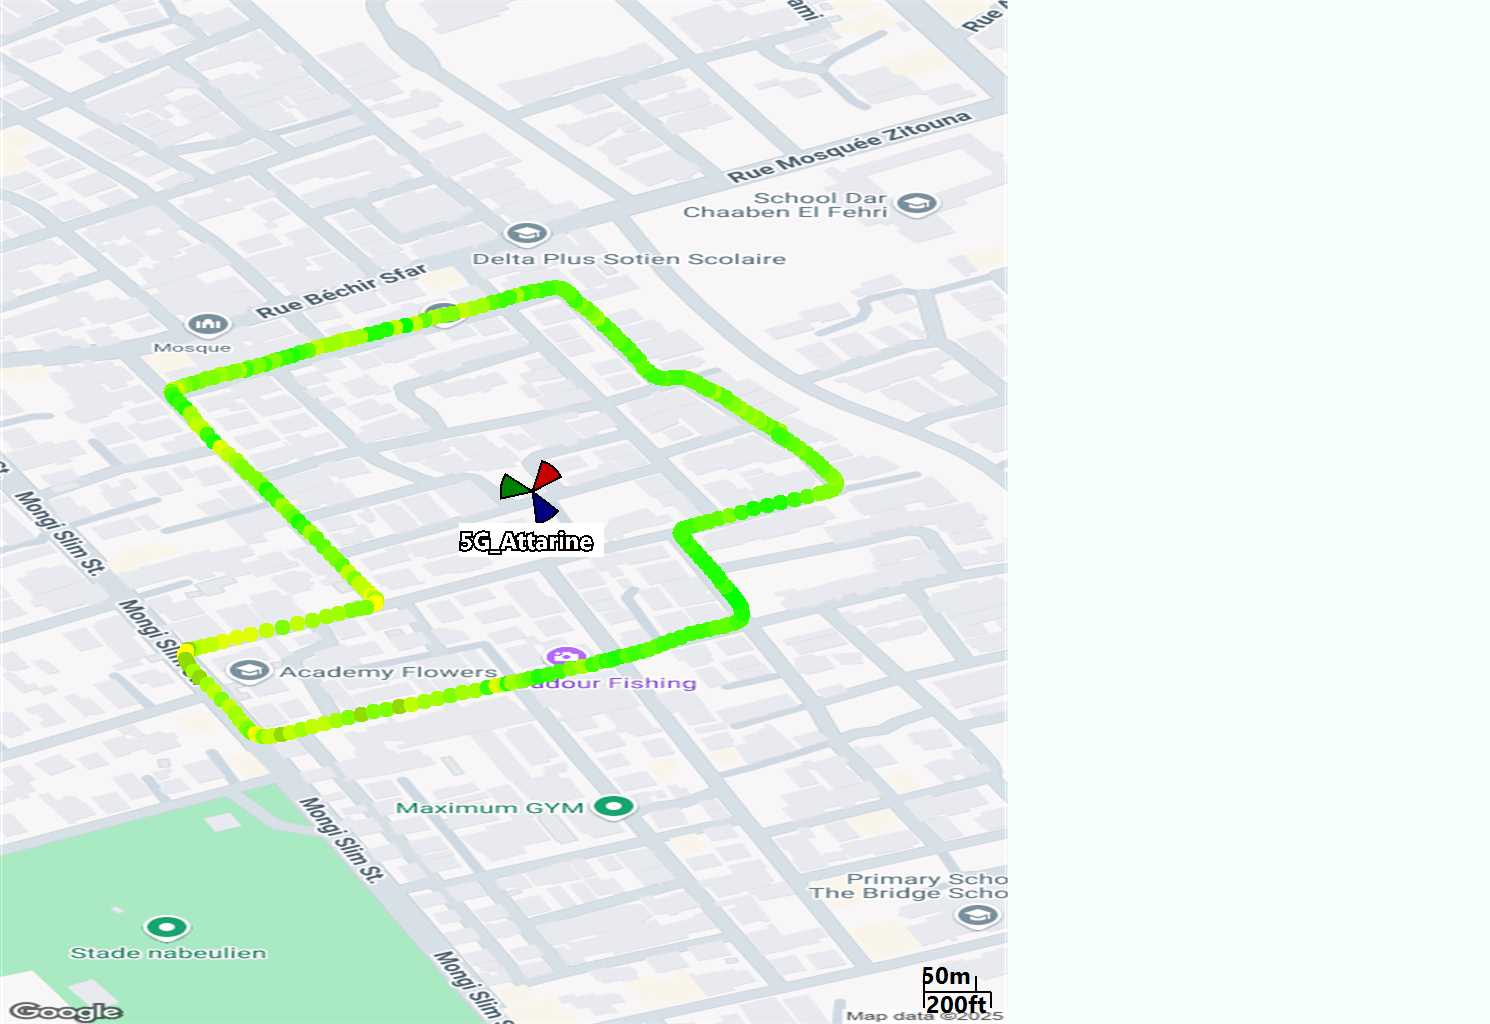 Rue Mosquée Zitouna
School Dar
Chaaben El Fehri
Delta Plus Sotien Scolaire
Rue Béchir Sfar
Mosque
Mongi Slim St.
5G_Attarine
Mongi Slim
Academy Flowers
adour Fishing
Mongi Slim St.
Maximum GYM
Primary Scho
The Bridge Scho
Stade nabeulien
Mongi Slim S
50m
200ft
Google
Map data ©2025